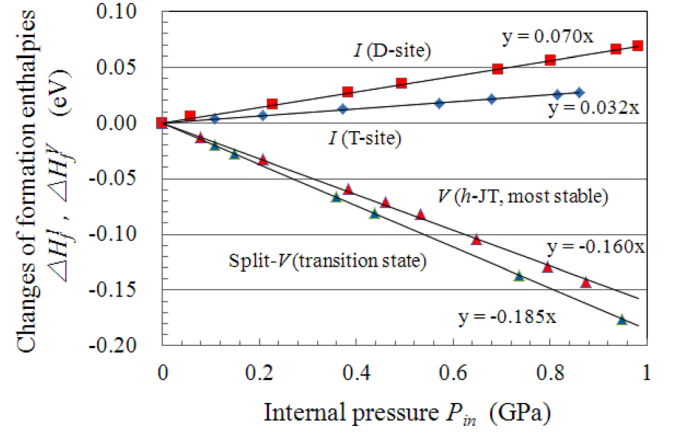 0.10
0.05
0.00
-0.05
-0.10
-0.15
-0.20
Changes of formation enthalpies
△H_f^I , △H_f^V (eV)
y = 0.070x
I (D-site)
y = 0.032x
I (T-site)
V (h-JT, most stable)
y = -0.160x
Split-V (transition state)
y = -0.185x
0 0.2 0.4 0.6 0.8 1
Internal pressure P_in (GPa)